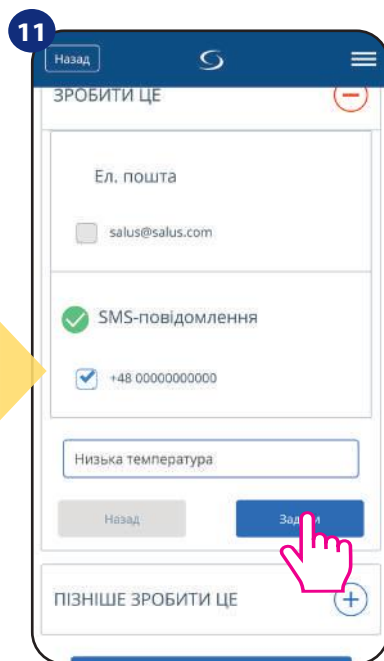 11
Назад
ЗРОБИТИ ЦЕ
Ел. пошта
salus@salus.com
SMS-повідомлення
+48 00000000000
Низька температура
Назад
ПІЗНІШЕ ЗРОБИТИ ЦЕ